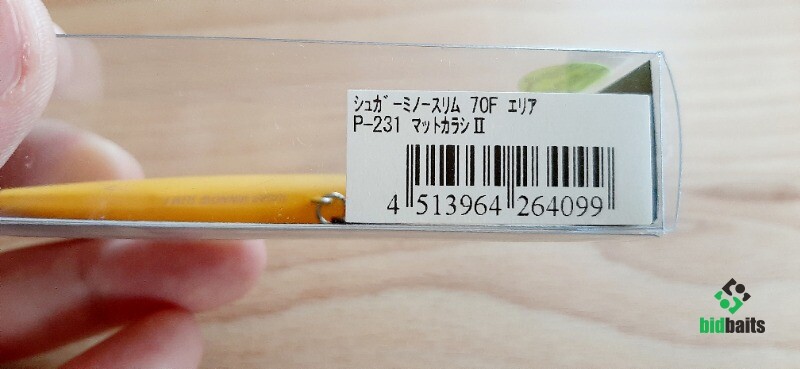 シュガーミノースリム 70F エリア
P-231 マットカラシⅡ
4 513964 264099
bidbaits